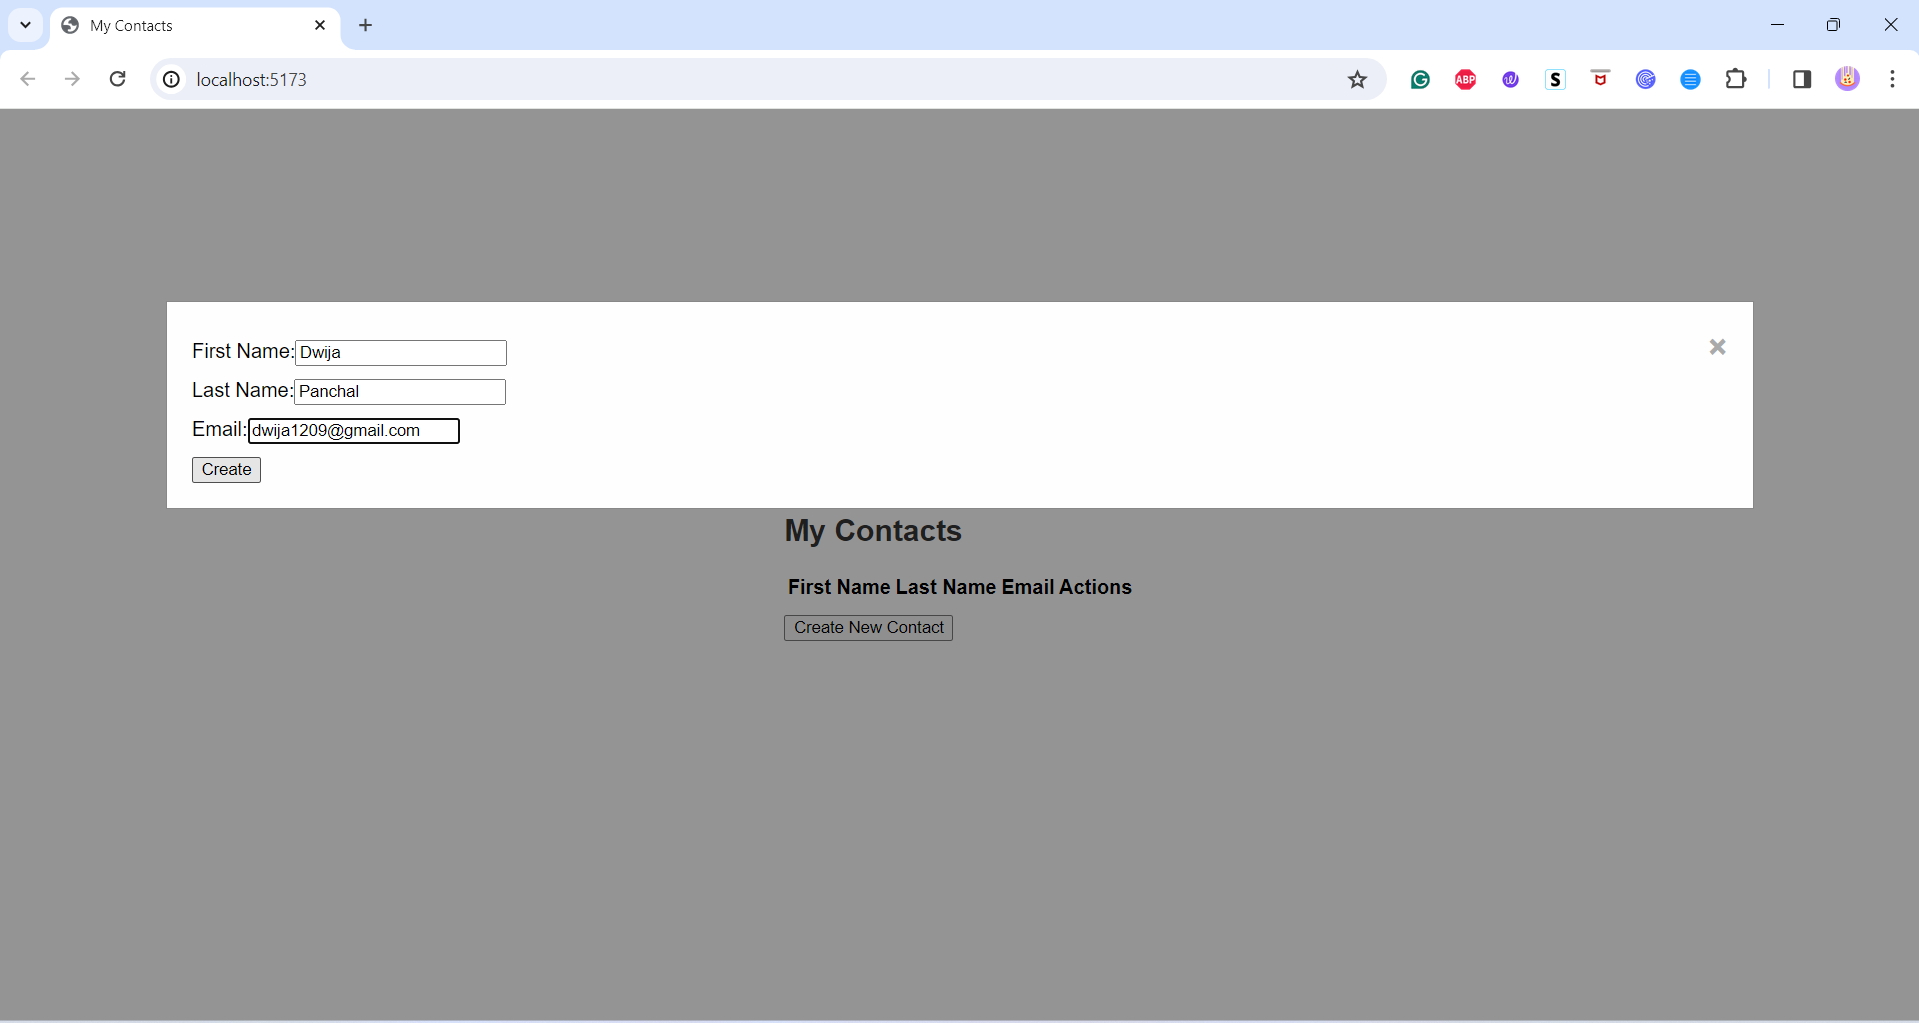 My Contacts
localhost:5173
ABP
S
First Name: Dwija
Last Name: Panchal
Email: dwija1209@gmail.com
Create
My Contacts
First Name Last Name Email Actions
Create New Contact